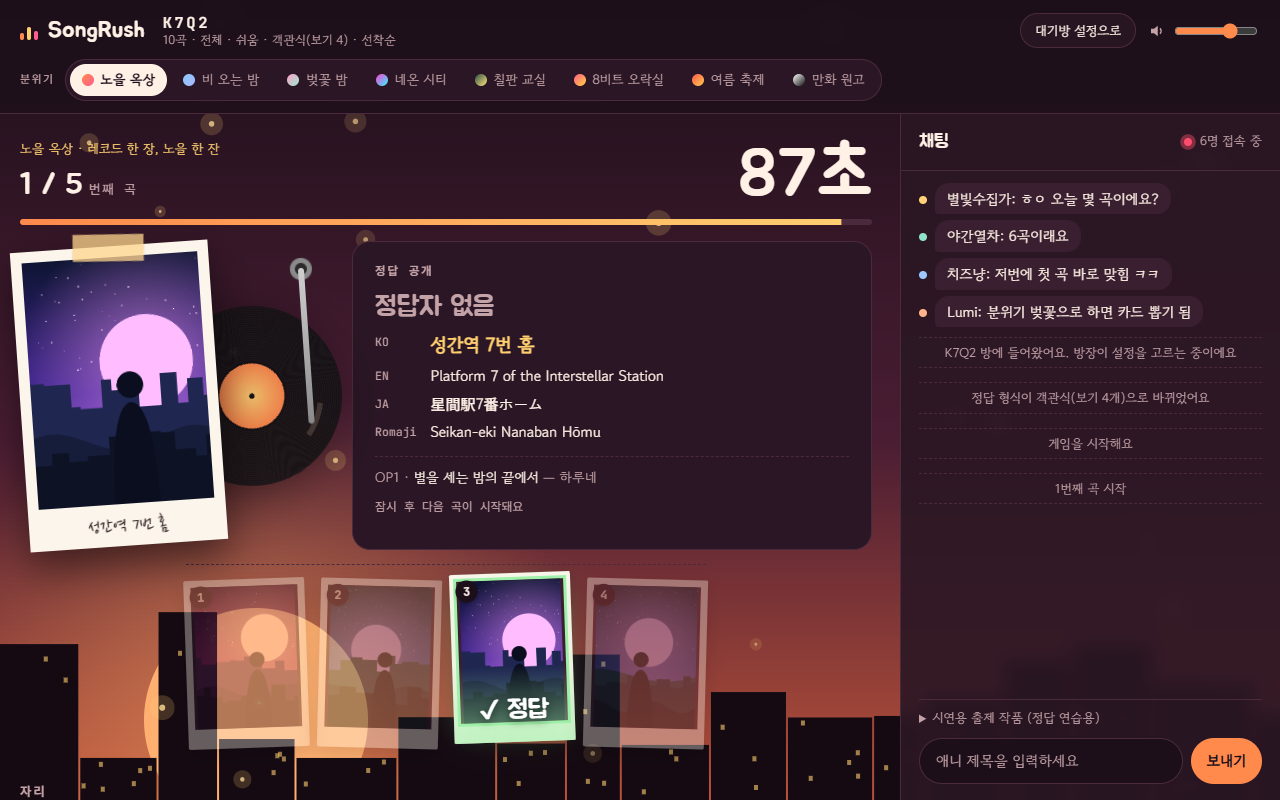 SongRush
K7Q2
10곡 · 전체 · 쉬움 · 객관식(보기 4) · 선착순
대기방 설정으로
분위기
노을 옥상
비 오는 밤
벚꽃 밤
네온 시티
칠판 교실
8비트 오락실
여름 축제
만화 원고
노을 옥상 · 레코드 한 장, 노을 한 잔
1 / 5 번째 곡
87초
성간역 7번 홈
정답 공개
정답자 없음
KO 성간역 7번 홈
EN Platform 7 of the Interstellar Station
JA 星間駅7番ホーム
Romaji Seikan-eki Nanaban Hōmu
OP1 · 별을 세는 밤의 끝에서 — 하루네
잠시 후 다음 곡이 시작돼요
1
2
3
4
✓ 정답
자리
채팅
6명 접속 중
별빛수집가: ㅎㅇ 오늘 몇 곡이에요?
야간열차: 6곡이래요
치즈냥: 저번에 첫 곡 바로 맞힘 ㅋㅋ
Lumi: 분위기 벚꽃으로 하면 카드 뽑기 됨
K7Q2 방에 들어왔어요. 방장이 설정을 고르는 중이에요
정답 형식이 객관식(보기 4개)으로 바뀌었어요
게임을 시작해요
1번째 곡 시작
▶ 시연용 출제 작품 (정답 연습용)
애니 제목을 입력하세요
보내기